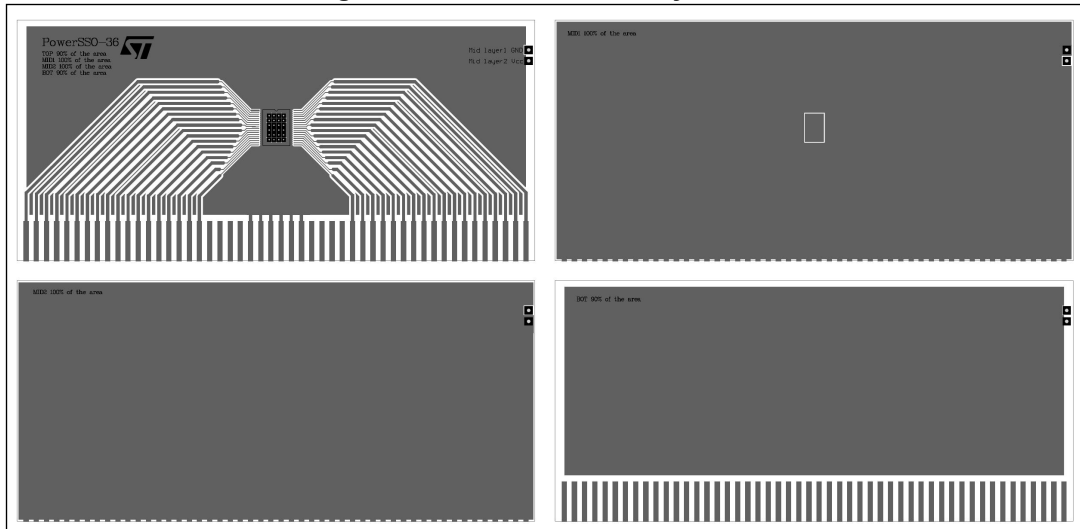 PowerSSO-36
TOP 90% of the area
MID1 100% of the area
MID2 100% of the area
BOT 90% of the area
Mid layer1 GND
Mid layer2 Vcc
MID1 100% of the area
MID2 100% of the area
BOT 90% of the area